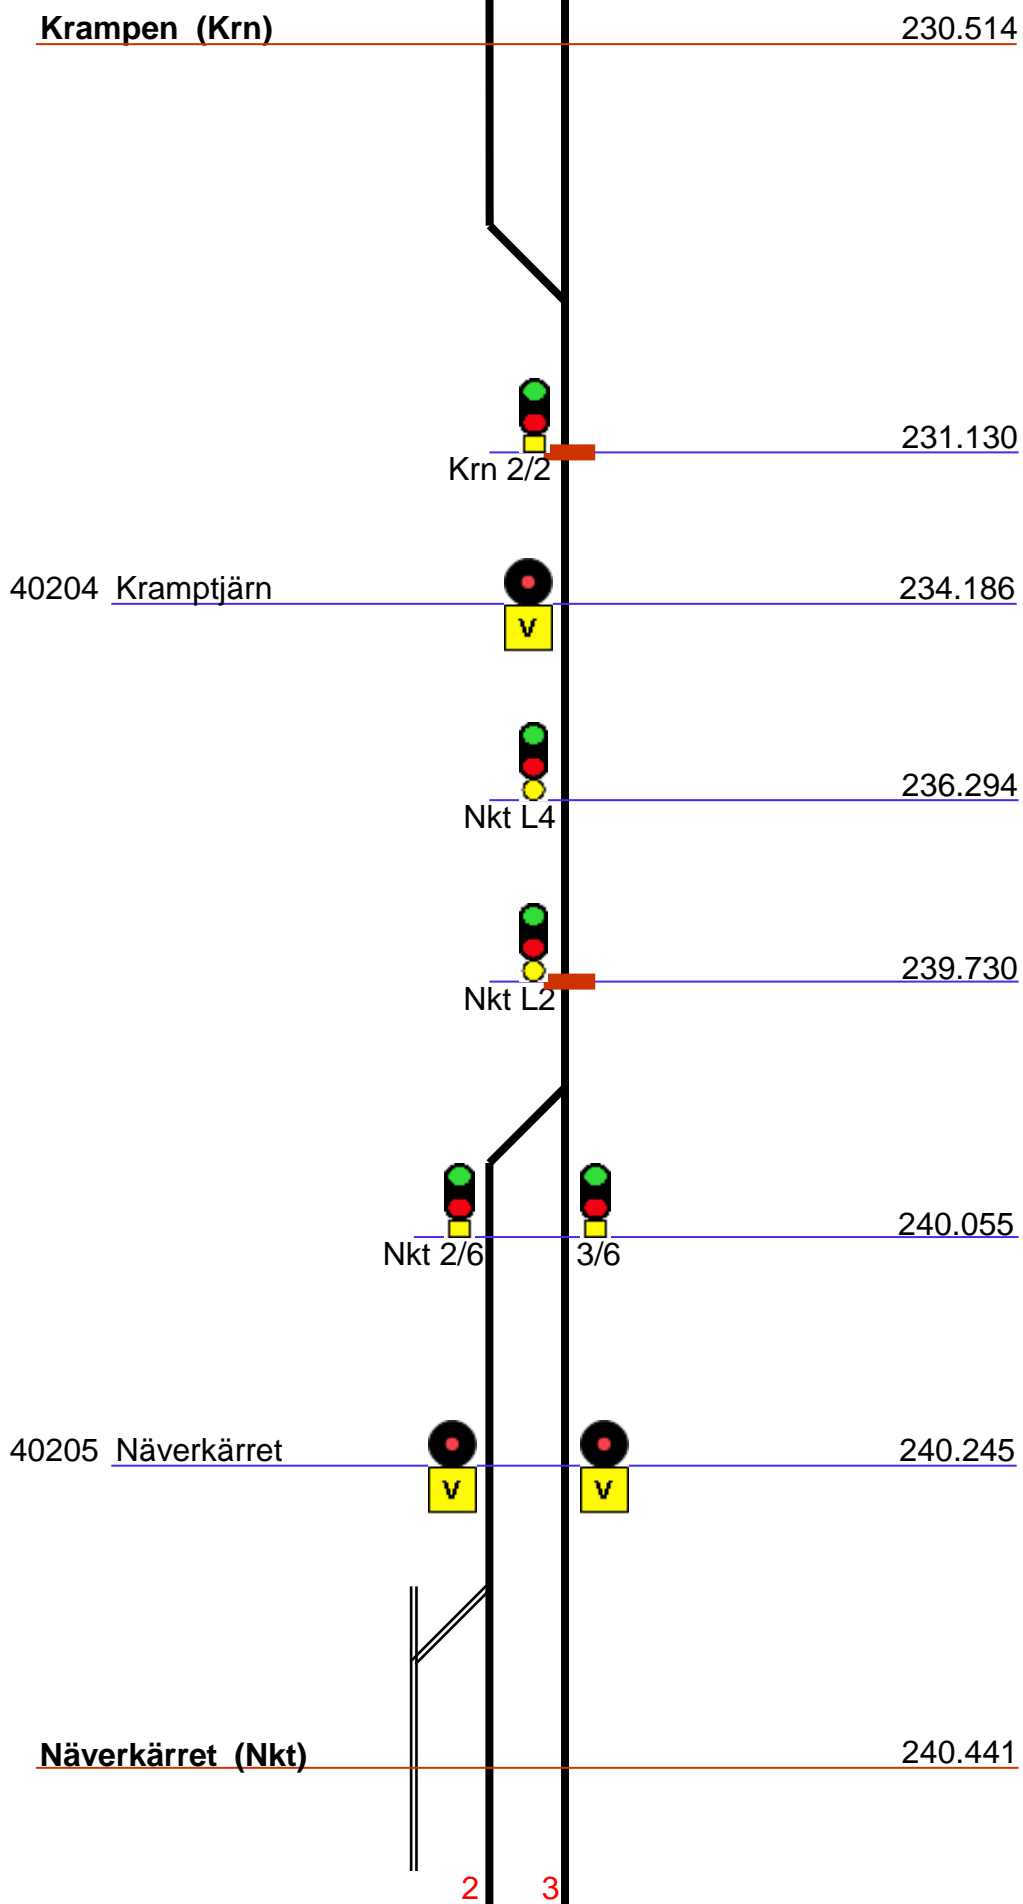 Krampen (Krn) 230.514
231.130
Krn 2/2
40204 Kramptjärn 234.186
V
236.294
Nkt L4
239.730
Nkt L2
240.055
Nkt 2/6 3/6
40205 Näverkärret 240.245
V V
Näverkärret (Nkt) 240.441
2 3